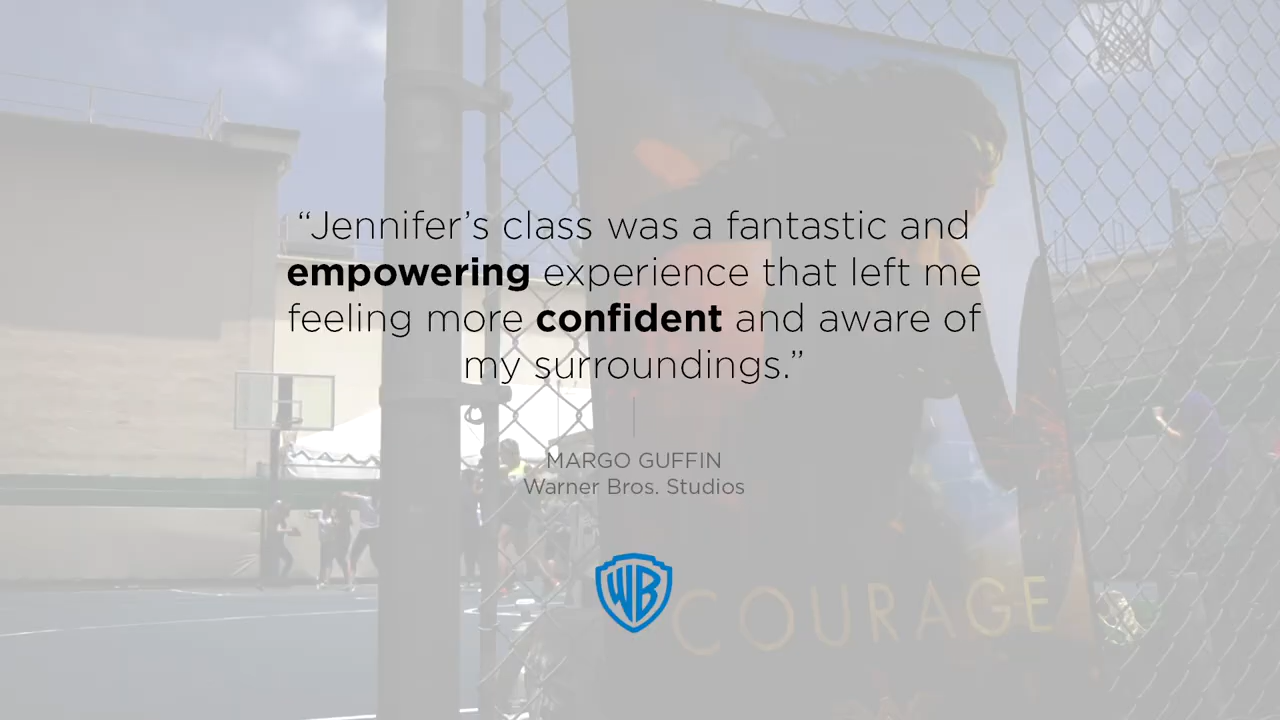 “Jennifer’s class was a fantastic and
empowering experience that left me
feeling more confident and aware of
my surroundings.”
MARGO GUFFIN
Warner Bros. Studios
WB
COURAGE